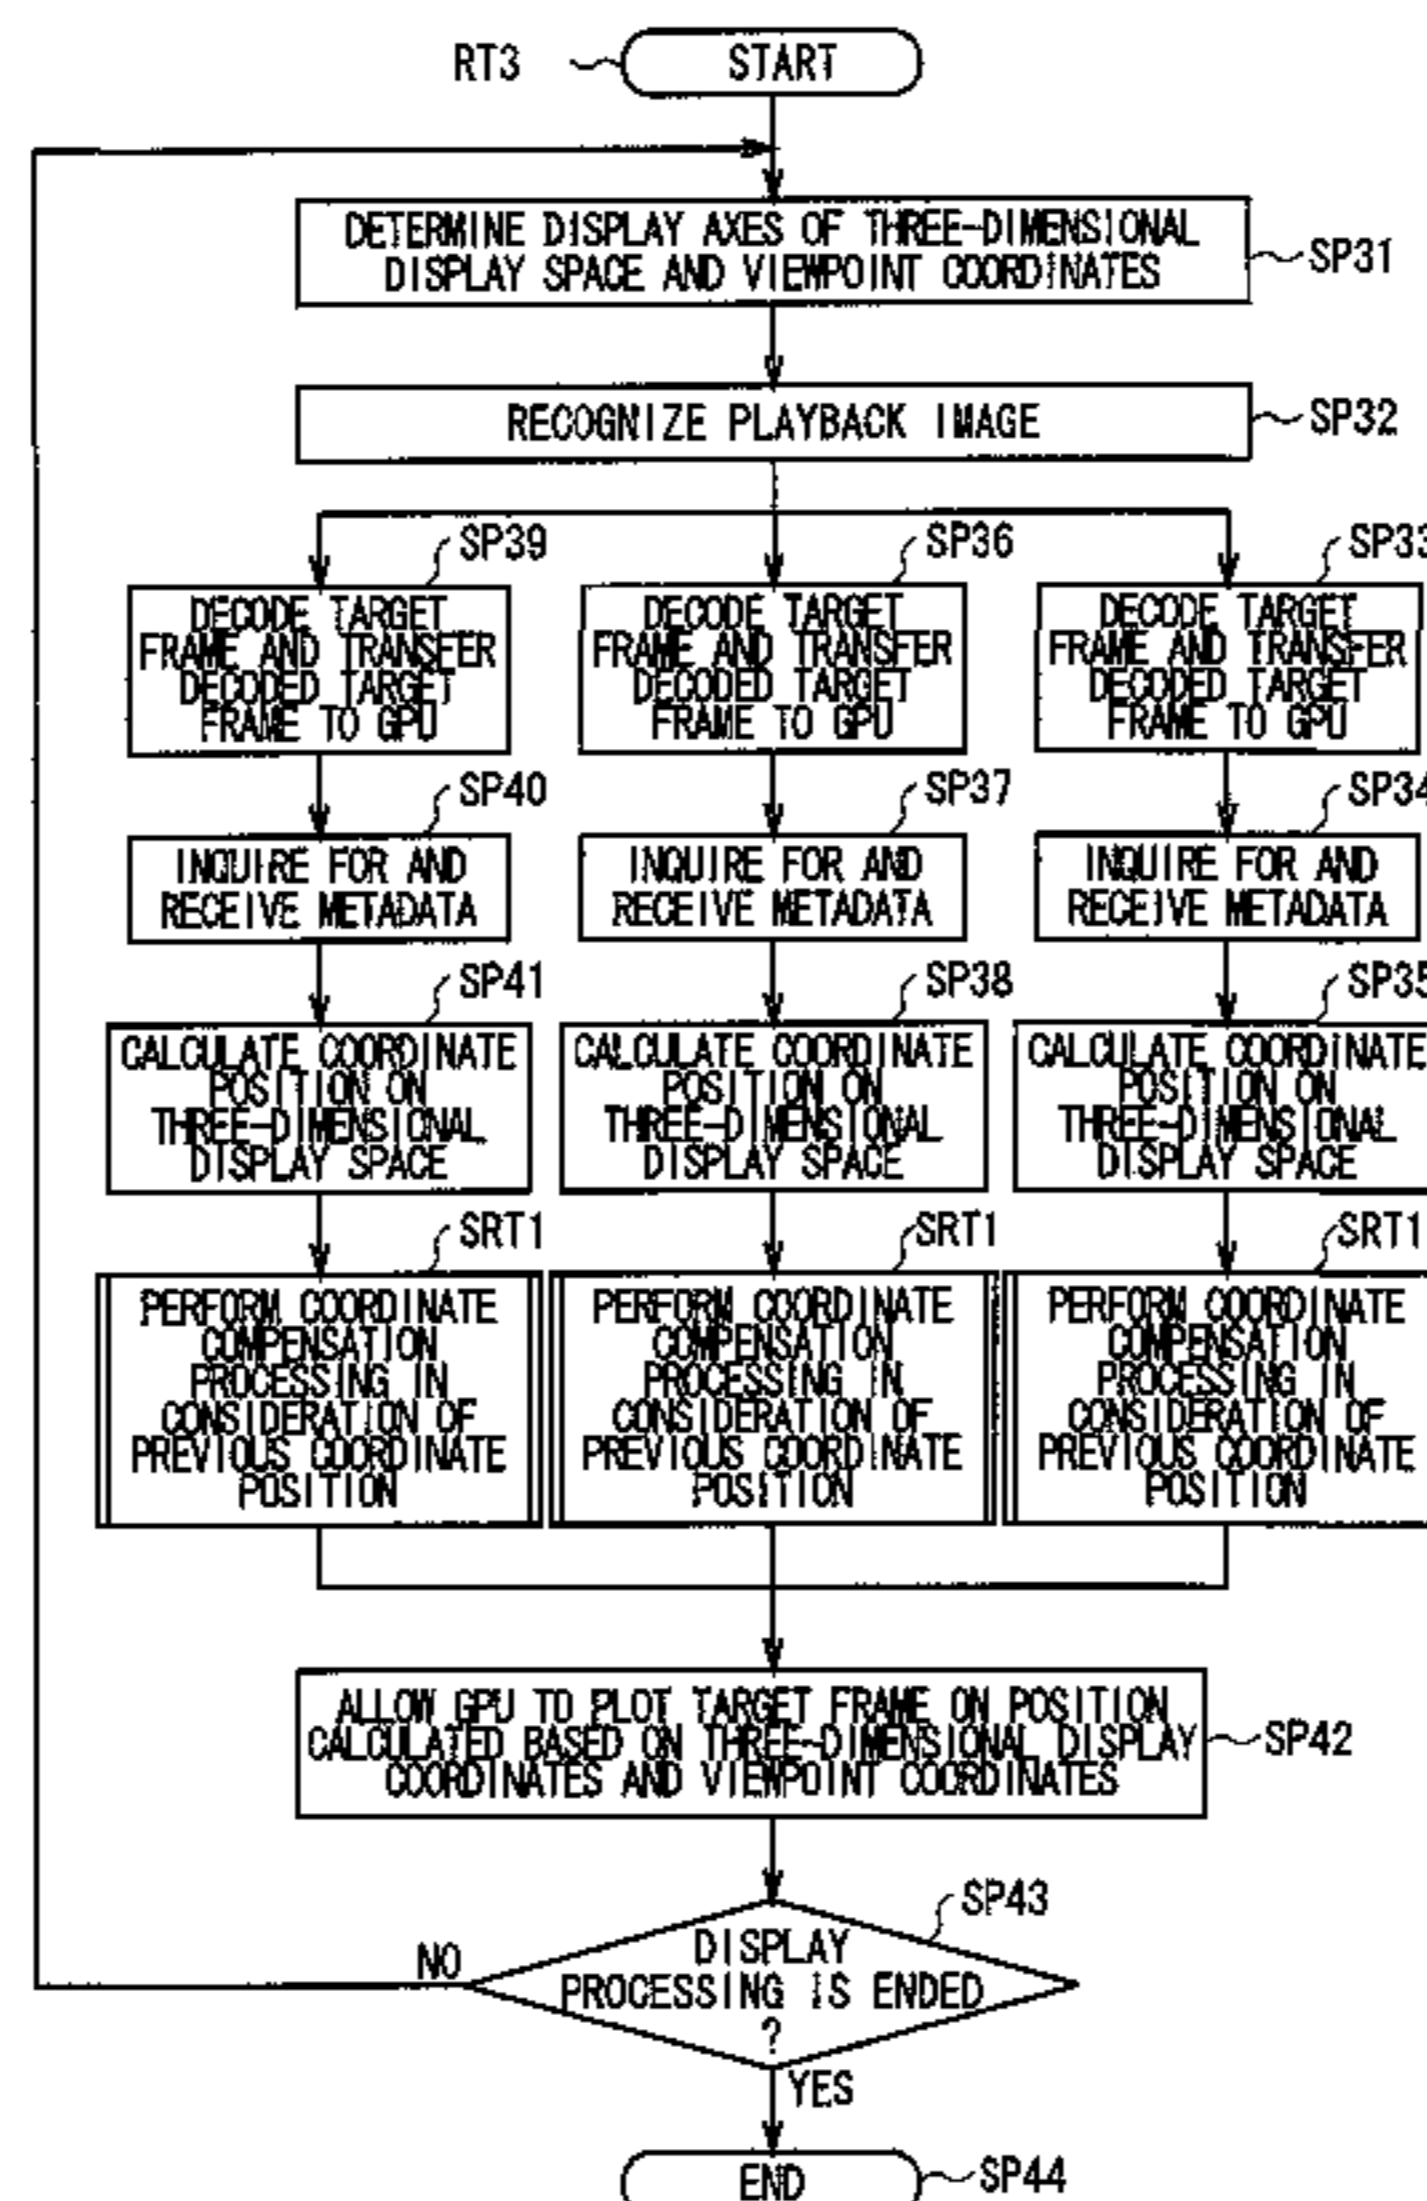 RT3
START
DETERMINE DISPLAY AXES OF THREE-DIMENSIONAL
DISPLAY SPACE AND VIEWPOINT COORDINATES
SP31
RECOGNIZE PLAYBACK IMAGE
SP32
SP39
DECODE TARGET
FRAME AND TRANSFER
DECODED TARGET
FRAME TO GPU
SP36
DECODE TARGET
FRAME AND TRANSFER
DECODED TARGET
FRAME TO GPU
SP33
DECODE TARGET
FRAME AND TRANSFER
DECODED TARGET
FRAME TO GPU
SP40
INQUIRE FOR AND
RECEIVE METADATA
SP37
INQUIRE FOR AND
RECEIVE METADATA
SP34
INQUIRE FOR AND
RECEIVE METADATA
SP41
CALCULATE COORDINATE
POSITION ON
THREE-DIMENSIONAL
DISPLAY SPACE
SP38
CALCULATE COORDINATE
POSITION ON
THREE-DIMENSIONAL
DISPLAY SPACE
SP35
CALCULATE COORDINATE
POSITION ON
THREE-DIMENSIONAL
DISPLAY SPACE
SRT1
PERFORM COORDINATE
COMPENSATION
PROCESSING IN
CONSIDERATION OF
PREVIOUS COORDINATE
POSITION
SRT1
PERFORM COORDINATE
COMPENSATION
PROCESSING IN
CONSIDERATION OF
PREVIOUS COORDINATE
POSITION
SRT1
PERFORM COORDINATE
COMPENSATION
PROCESSING IN
CONSIDERATION OF
PREVIOUS COORDINATE
POSITION
ALLOW GPU TO PLOT TARGET FRAME ON POSITION
CALCULATED BASED ON THREE-DIMENSIONAL DISPLAY
COORDINATES AND VIEWPOINT COORDINATES
SP42
SP43
DISPLAY
PROCESSING IS ENDED
?
NO
YES
END
SP44